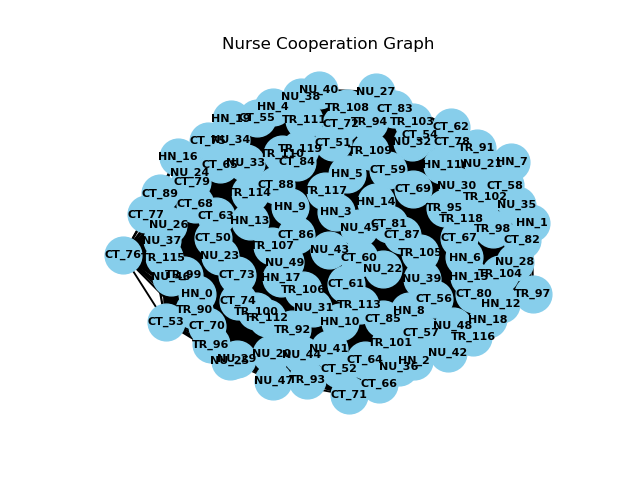 Nurse Cooperation Graph
NU_40
NU_27
NU_38
HN_4
TR_108
CT_83
HN_19
CT_55
TR_111
CT_72
TR_94
TR_103
CT_62
CT_54
NU_34
CT_51
NU_32
CT_78
TR_119
TR_110
TR_109
TR_91
HN_16
CT_65
NU_33
CT_84
HN_7
NU_21
NU_24
HN_5
CT_59
CT_79
CT_88
NU_30
CT_58
CT_89
TR_114
TR_117
CT_69
TR_102
CT_68
HN_9
HN_3
HN_14
TR_95
NU_35
CT_77
CT_63
HN_13
TR_118
HN_1
NU_26
NU_45
CT_81
TR_98
NU_37
CT_50
CT_86
CT_87
CT_67
CT_82
TR_107
NU_43
TR_105
CT_76
TR_115
NU_23
CT_60
HN_6
NU_28
NU_49
NU_22
TR_99
CT_73
HN_17
NU_39
TR_104
CT_61
HN_0
TR_106
CT_80
TR_97
CT_74
CT_56
HN_12
TR_90
TR_100
NU_31
TR_113
HN_8
CT_53
CT_70
TR_112
HN_10
CT_85
HN_18
TR_92
CT_57
NU_48
TR_96
NU_41
TR_101
TR_116
NU_29
NU_20
NU_44
CT_64
HN_2
NU_42
CT_52
NU_36
NU_47
TR_93
CT_66
CT_71